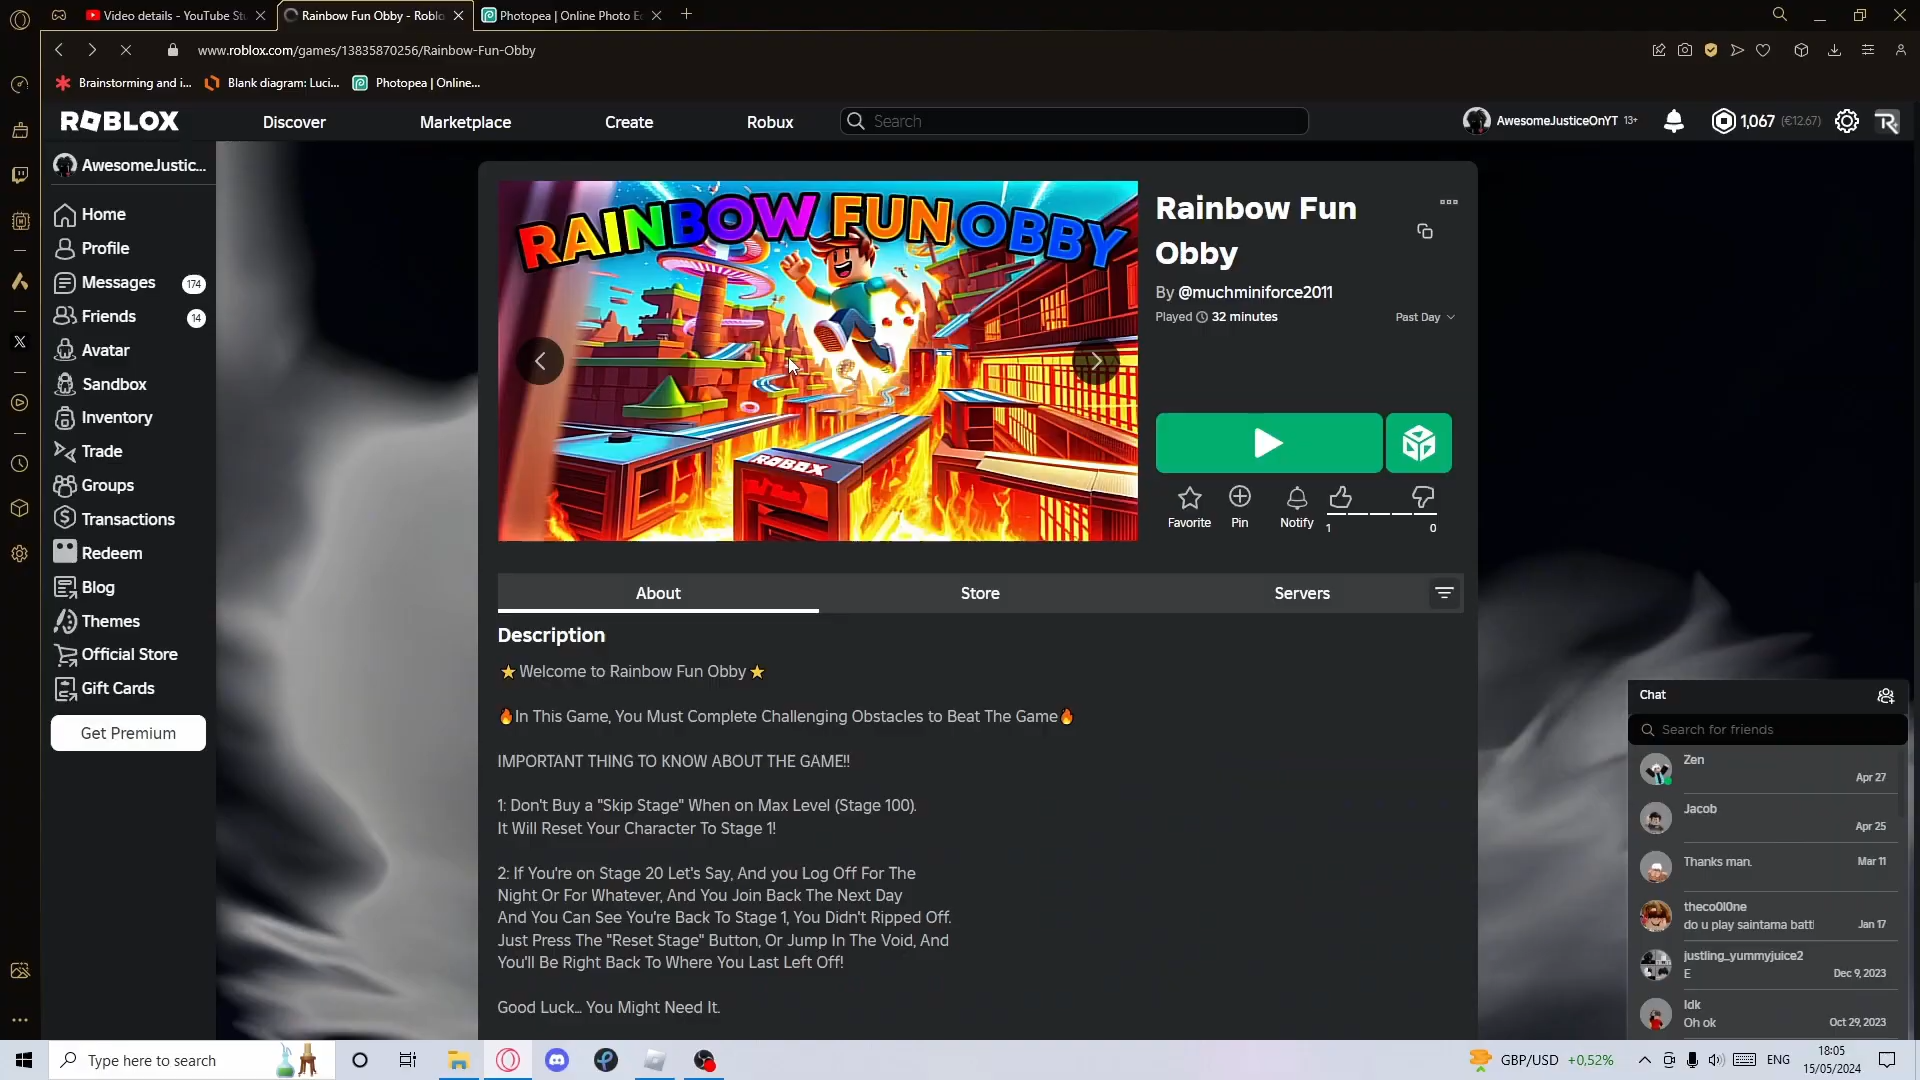 Video details - YouTube Stu
Rainbow Fun Obby - Roblo
Photopea | Online Photo Ed
www.roblox.com/games/13835870256/Rainbow-Fun-Obby
Brainstorming and i...
Blank diagram: Luci...
Photopea | Online...
ROBLOX
Discover
Marketplace
Create
Robux
Search
AwesomeJusticeOnYT 13+
1,067 (€12.67)
AwesomeJustic...
Home
Profile
Messages 174
Friends 14
Avatar
Sandbox
Inventory
Trade
Groups
Transactions
Redeem
Blog
Themes
Official Store
Gift Cards
Get Premium
RAINBOW FUN OBBY
ROBOX
Rainbow Fun
Obby
By @muchminiforce2011
Played 32 minutes
Past Day
Favorite
Pin
Notify
1
0
About
Store
Servers
Description
⭐Welcome to Rainbow Fun Obby⭐
🔥In This Game, You Must Complete Challenging Obstacles to Beat The Game🔥
IMPORTANT THING TO KNOW ABOUT THE GAME!!
1: Don't Buy a "Skip Stage" When on Max Level (Stage 100).
It Will Reset Your Character To Stage 1!
2: If You're on Stage 20 Let's Say, And you Log Off For The
Night Or For Whatever, And You Join Back The Next Day
And You Can See You're Back To Stage 1, You Didn't Ripped Off.
Just Press The "Reset Stage" Button, Or Jump In The Void, And
You'll Be Right Back To Where You Last Left Off!
Good Luck... You Might Need It.
Chat
Search for friends
Zen
Apr 27
Jacob
Apr 25
Thanks man.
Mar 11
theco0l0ne
do u play saintama battl
Jan 17
justling_yummyjuice2
E
Dec 9, 2023
Idk
Oh ok
Oct 29, 2023
Type here to search
GBP/USD +0,52%
ENG
18:05
15/05/2024